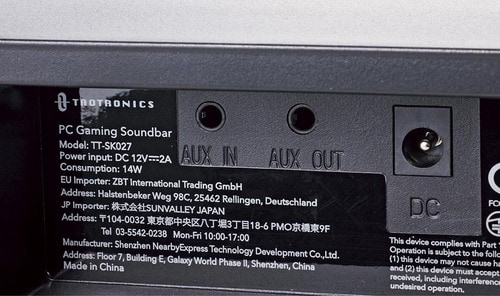 TAOTRONICS
PC Gaming Soundbar
Model: TT-SK027
Power input: DC 12V⎓2A
Consumption: 14W
EU Importer: ZBT International Trading GmbH
Address: Halstenbeker Weg 98C, 25462 Rellingen, Deutschland
JP Importer: 株式会社SUNVALLEY JAPAN
Address: 〒104-0032 東京都中央区八丁堀3丁目18-6 PMO京橋東9F
Tel 03-5542-0238 Mon-Fri 10:00-17:00
Manufacturer: Shenzhen NearbyExpress Technology Development Co.,Ltd.
Address: Floor 7, Building E, Galaxy World Phase II, Shenzhen, China
Made in China
AUX IN
AUX OUT
DC
FC
This device complies with Part
Operation is subject to the fol
(1) this device may not cause ha
and (2) this device must accept
received, including interference
undesired operation.